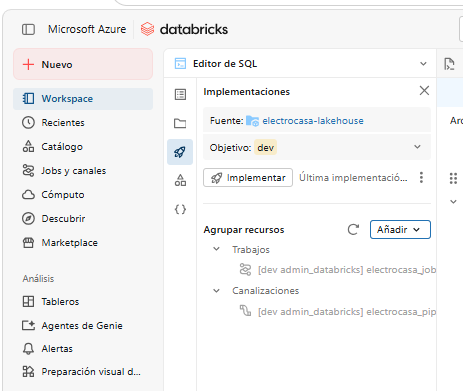 Microsoft Azure
databricks
Nuevo
Editor de SQL
Workspace
Recientes
Catálogo
Jobs y canales
Cómputo
Descubrir
Marketplace
Análisis
Tableros
Agentes de Genie
Alertas
Preparación visual d...
Implementaciones
Fuente: electrocasa-lakehouse
Objetivo: dev
Implementar
Última implementació...
Agrupar recursos
Añadir
Trabajos
[dev admin_databricks] electrocasa_job
Canalizaciones
[dev admin_databricks] electrocasa_pip
Arc